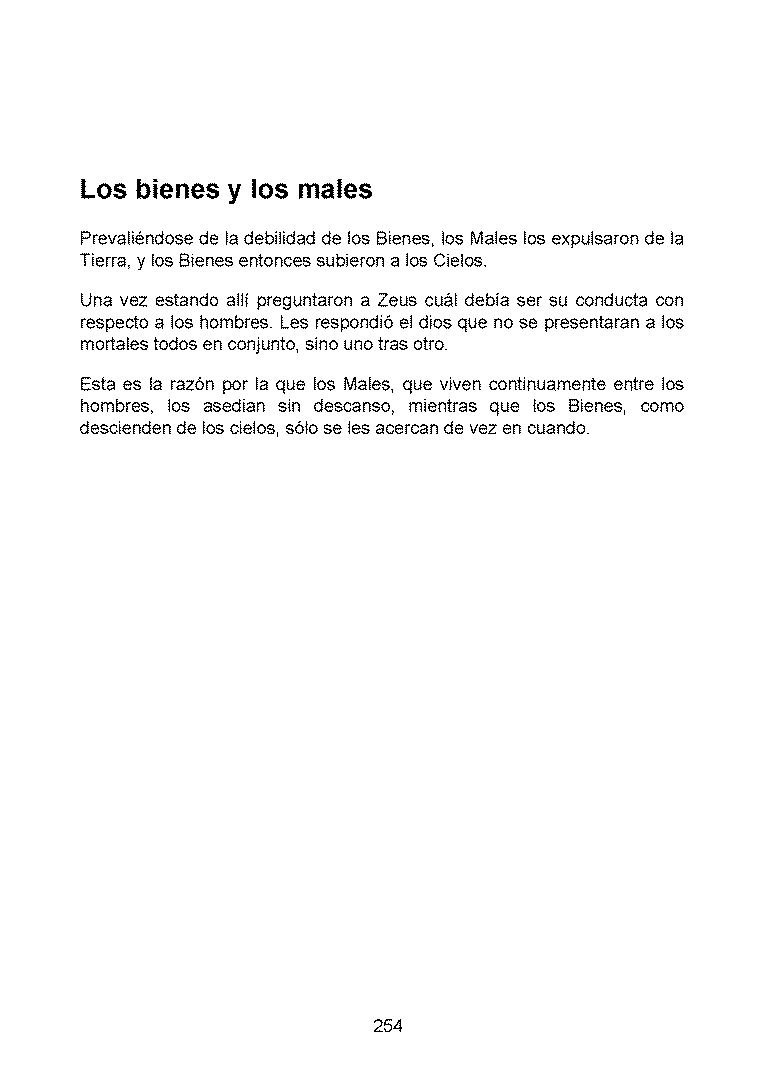 Los bienes y los males
Prevaliéndose de la debilidad de los Bienes, los Males los expulsaron de la
Tierra, y los Bienes entonces subieron a los Cielos.
Una vez estando allí preguntaron a Zeus cuál debía ser su conducta con
respecto a los hombres. Les respondió el dios que no se presentaran a los
mortales todos en conjunto, sino uno tras otro.
Esta es la razón por la que los Males, que viven continuamente entre los
hombres, los asedian sin descanso, mientras que los Bienes, como
descienden de los cielos, sólo se les acercan de vez en cuando.
254